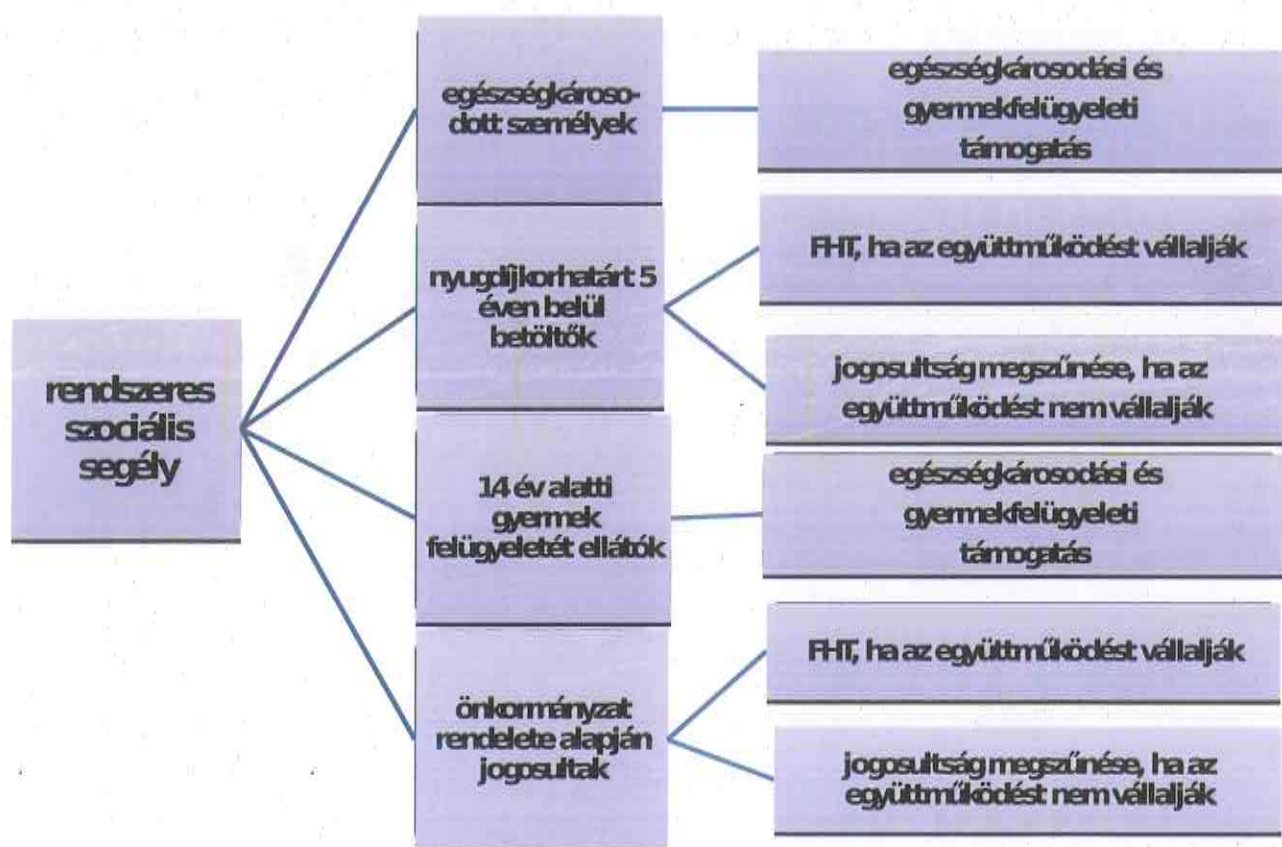 rendszeres
szociális
segély
egészségkároso-
dott személyek
egészségkárosodási és
gyermekfelügyeleti
támogatás
nyugdíjkorhatárt 5
éven belül
betöltők
FHT, ha az együttműködést vállalják
jogosultság megszűnése, ha az
együttműködést nem vállalják
14 év alatti
gyermek
felügyeletét ellátók
egészségkárosodási és
gyermekfelügyeleti
támogatás
önkormányzat
rendelete alapján
jogosultak
FHT, ha az együttműködést vállalják
jogosultság megszűnése, ha az
együttműködést nem vállalják